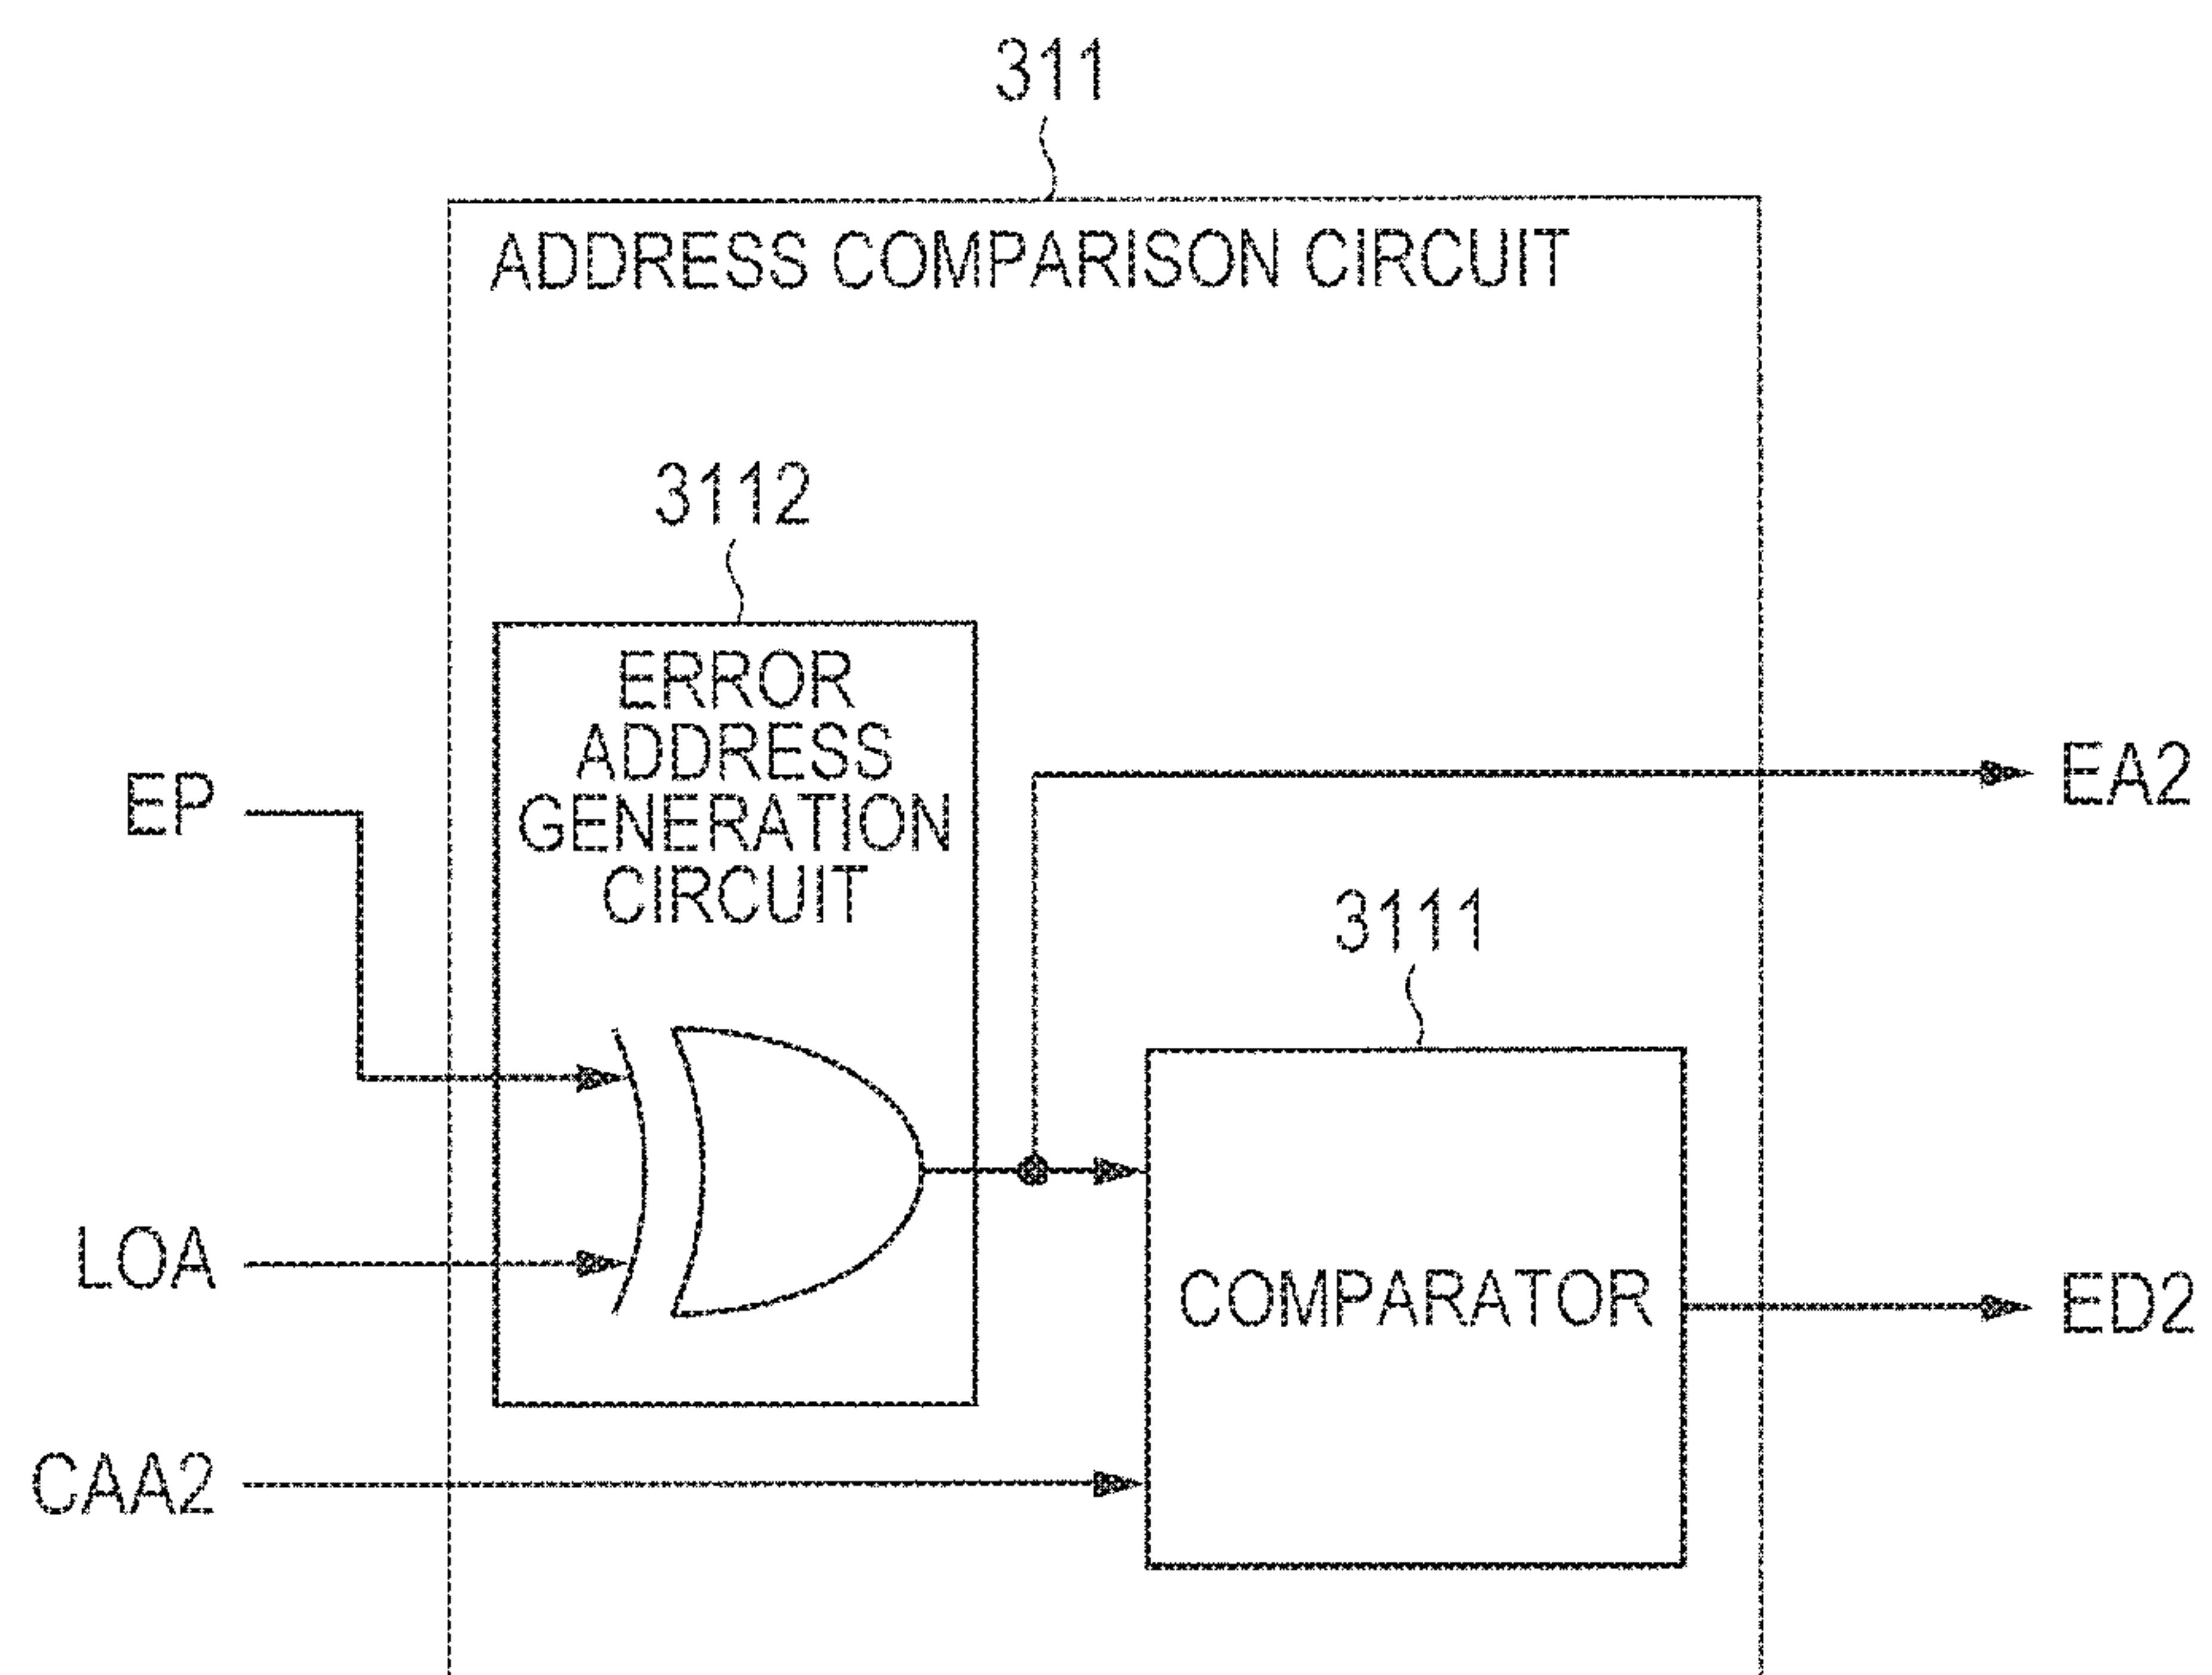 311
ADDRESS COMPARISON CIRCUIT
3112
ERROR
ADDRESS
GENERATION
CIRCUIT
EP
EA2
3111
LOA
COMPARATOR
ED2
CAA2